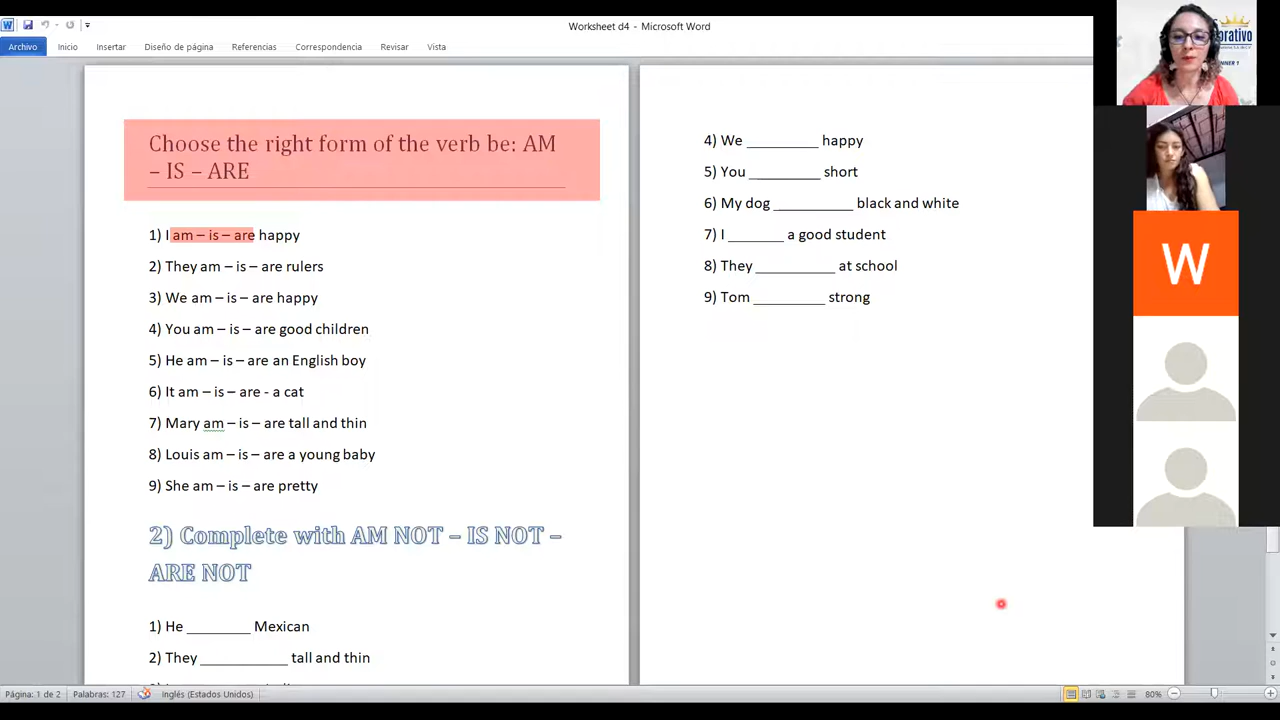 Worksheet d4 - Microsoft Word
Archivo Inicio Insertar Diseño de página Referencias Correspondencia Revisar Vista
Choose the right form of the verb be: AM
– IS – ARE
1) I am – is – are happy
2) They am – is – are rulers
3) We am – is – are happy
4) You am – is – are good children
5) He am – is – are an English boy
6) It am – is – are - a cat
7) Mary am – is – are tall and thin
8) Louis am – is – are a young baby
9) She am – is – are pretty
2) Complete with AM NOT – IS NOT –
ARE NOT
1) He ________ Mexican
2) They ___________ tall and thin
4) We _________ happy
5) You _________ short
6) My dog __________ black and white
7) I _______ a good student
8) They __________ at school
9) Tom _________ strong
orativo
NNER 1
W
Página: 1 de 2 Palabras: 127 Inglés (Estados Unidos) 80%